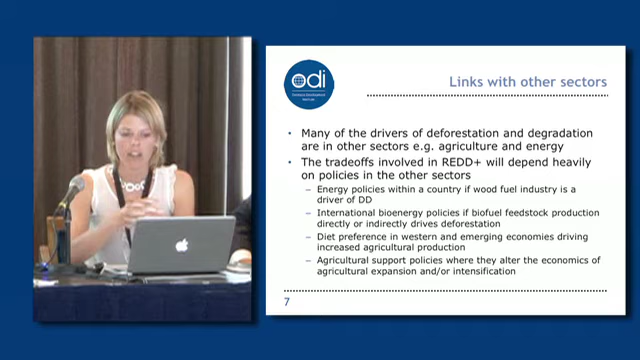 odi
Links with other sectors
• Many of the drivers of deforestation and degradation
are in other sectors e.g. agriculture and energy
• The tradeoffs involved in REDD+ will depend heavily
on policies in the other sectors
– Energy policies within a country if wood fuel industry is a
driver of DD
– International bioenergy policies if biofuel feedstock production
directly or indirectly drives deforestation
– Diet preference in western and emerging economies driving
increased agricultural production
– Agricultural support policies where they alter the economics of
agricultural expansion and/or intensification
7